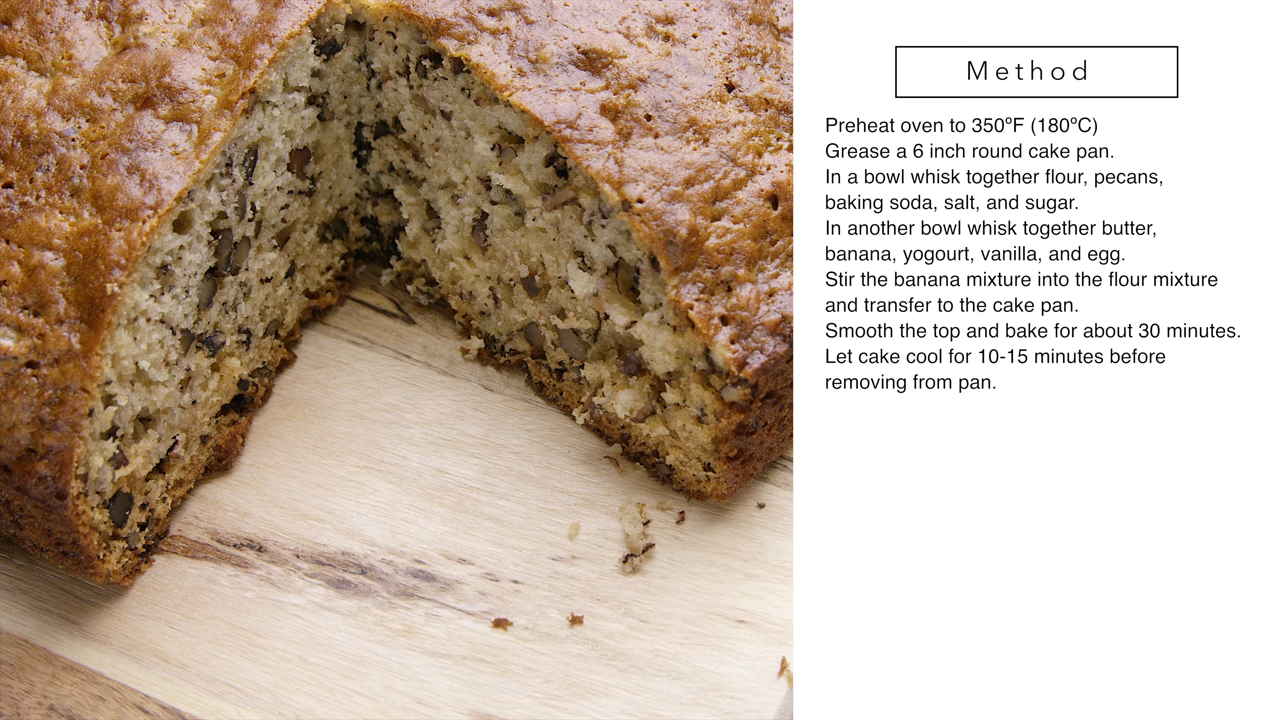 Method
Preheat oven to 350ºF (180ºC)
Grease a 6 inch round cake pan.
In a bowl whisk together flour, pecans,
baking soda, salt, and sugar.
In another bowl whisk together butter,
banana, yogourt, vanilla, and egg.
Stir the banana mixture into the flour mixture
and transfer to the cake pan.
Smooth the top and bake for about 30 minutes.
Let cake cool for 10-15 minutes before
removing from pan.